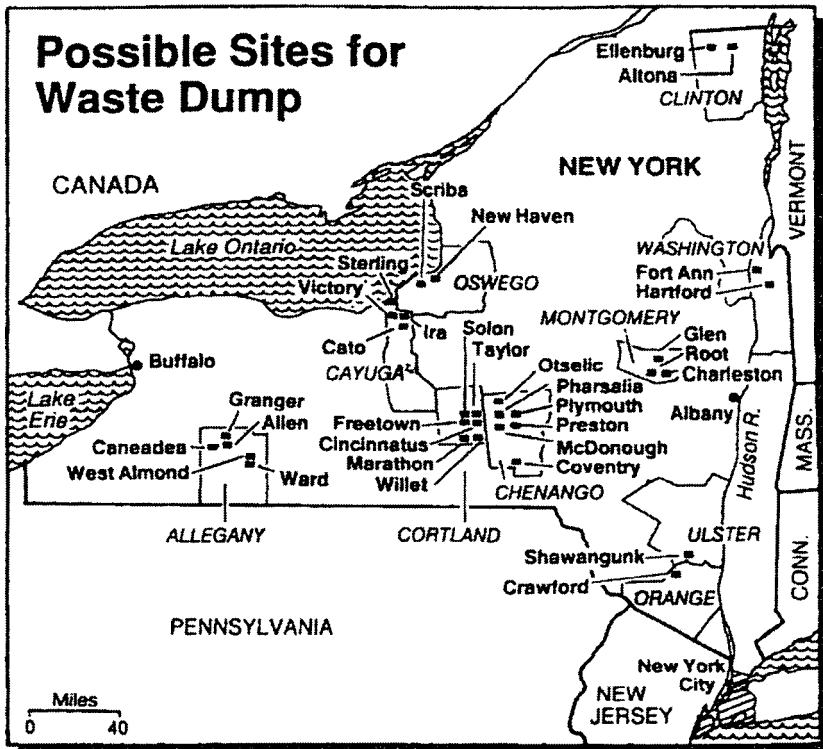 Possible Sites for
Waste Dump
Ellenburg
Altona
CLINTON
NEW YORK
VERMONT
CANADA
Scriba
New Haven
Lake Ontario
WASHINGTON
Sterling
OSWEGO
Fort Ann
Victory
Hartford
MONTGOMERY
Solon
Glen
Cato
Ira
Taylor
Root
Buffalo
Otselic
Charleston
CAYUGA
Pharsalia
Lake
Erie
Granger
Plymouth
Albany
Allen
Freetown
Preston
Caneadea
Cincinnatus
McDonough
Hudson R.
MASS.
West Almond
Ward
Marathon
Coventry
Willet
CHENANGO
ALLEGANY
CORTLAND
ULSTER
Shawangunk
CONN.
Crawford
ORANGE
PENNSYLVANIA
New York
City
Miles
0 40
NEW
JERSEY